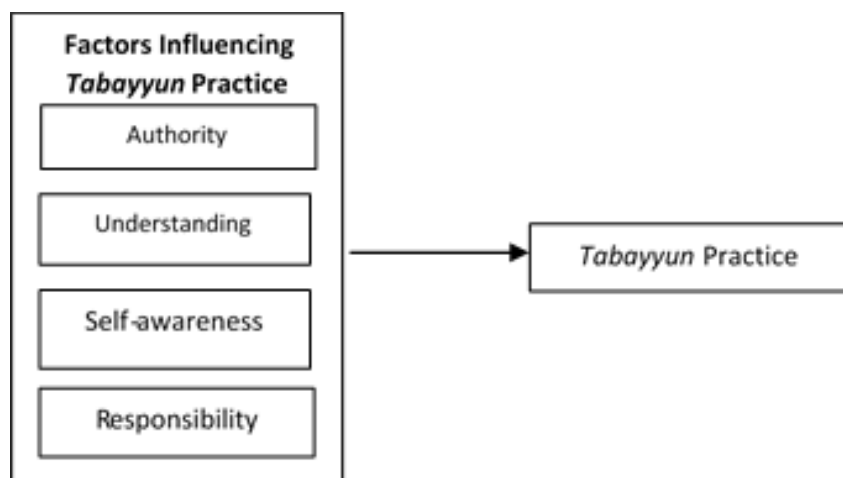 Factors Influencing
Tabayyun Practice
Authority
Understanding
Self-awareness
Responsibility
Tabayyun Practice